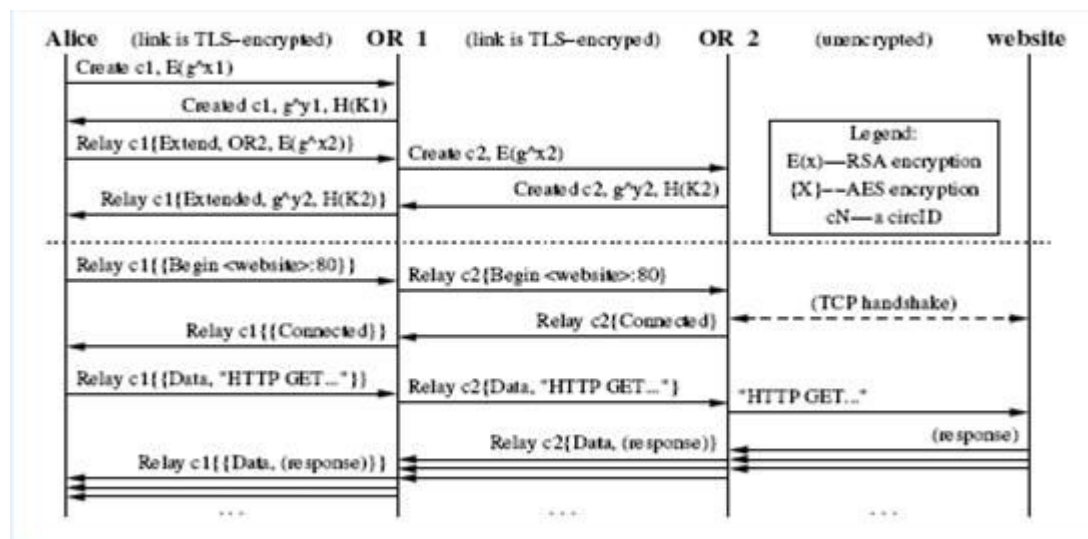 Alice (link is TLS–encrypted) OR 1 (link is TLS–encryped) OR 2 (unencrypted) website
Create c1, E(g^x1)
Created c1, g^y1, H(K1)
Relay c1{Extend, OR2, E(g^x2)}
Create c2, E(g^x2)
Legend:
E(x)—RSA encryption
{X}––AES encryption
cN—a circID
Created c2, g^y2, H(K2)
Relay c1{Extended, g^y2, H(K2)}
Relay c1{{Begin <website>:80}}
Relay c2{Begin <website>:80}
(TCP handshake)
Relay c2{Connected}
Relay c1{{Connected}}
Relay c1{{Data, "HTTP GET..."}}
Relay c2{Data, "HTTP GET..."}
"HTTP GET..."
(response)
Relay c2{Data, (response)}
Relay c1{{Data, (response)}}
... ... ...